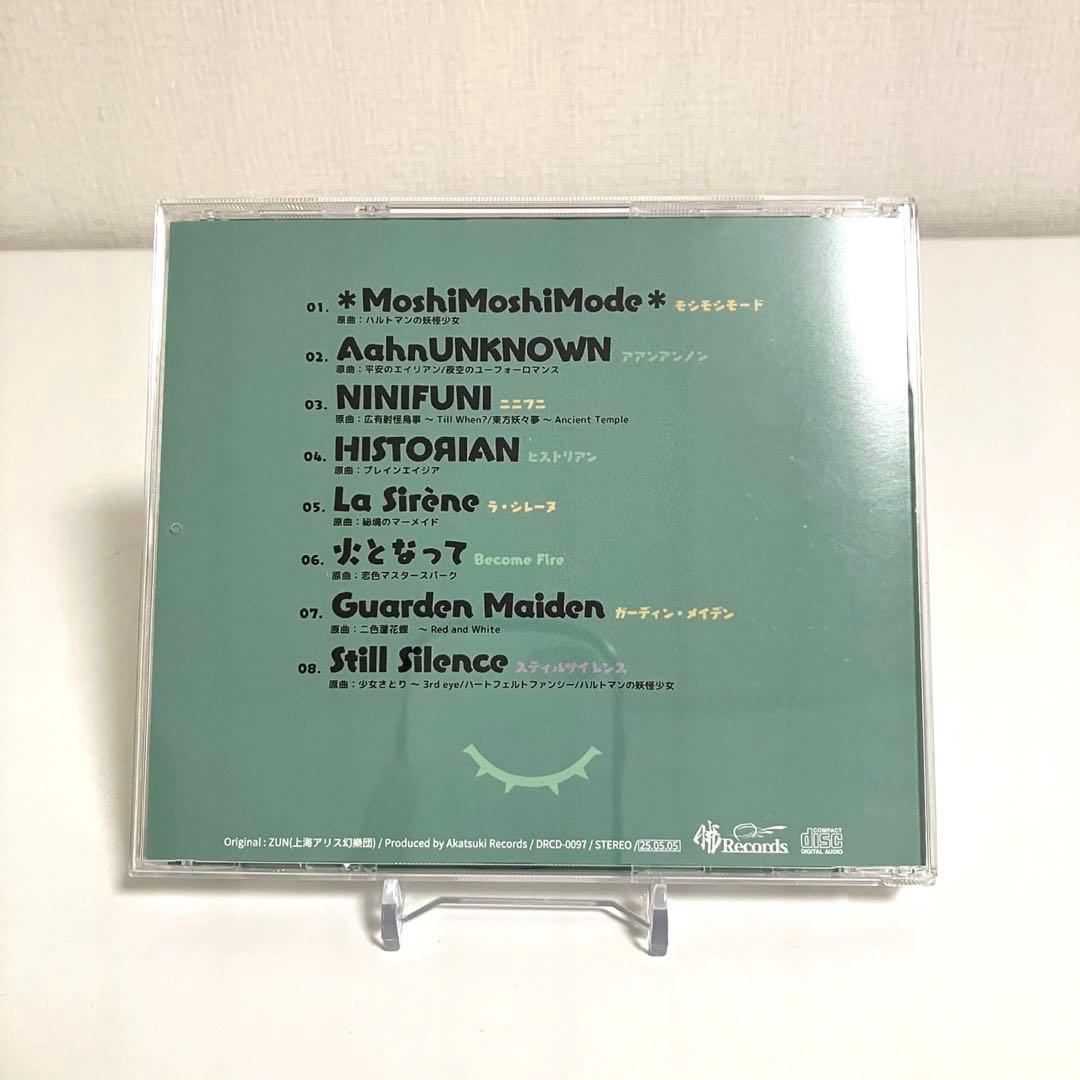 01. *MoshiMoshiMode* モシモシモード
原曲：ハルトマンの妖怪少女
02. AahnUNKNOWN アアンアンノン
原曲：平安のエイリアン/夜空のユーフォーロマンス
03. NINIFUNI ニニフニ
原曲：広有射怪鳥事 ～ Till When?/東方妖々夢 ～ Ancient Temple
04. HISTOЯIAN ヒストリアン
原曲：プレインエイジア
05. La Sirène ラ・シレーヌ
原曲：秘境のマーメイド
06. 火となって Become Fire
原曲：恋色マスタースパーク
07. Guarden Maiden ガーディン・メイデン
原曲：二色蓮花蝶　～ Red and White
08. Still Silence スティルサイレンス
原曲：少女さとり ～ 3rd eye/ハートフェルトファンシー/ハルトマンの妖怪少女
Original : ZUN(上海アリス幻樂団) / Produced by Akatsuki Records / DRCD-0097 / STEREO / 25.05.05
Records
COMPACT
disc
DIGITAL AUDIO